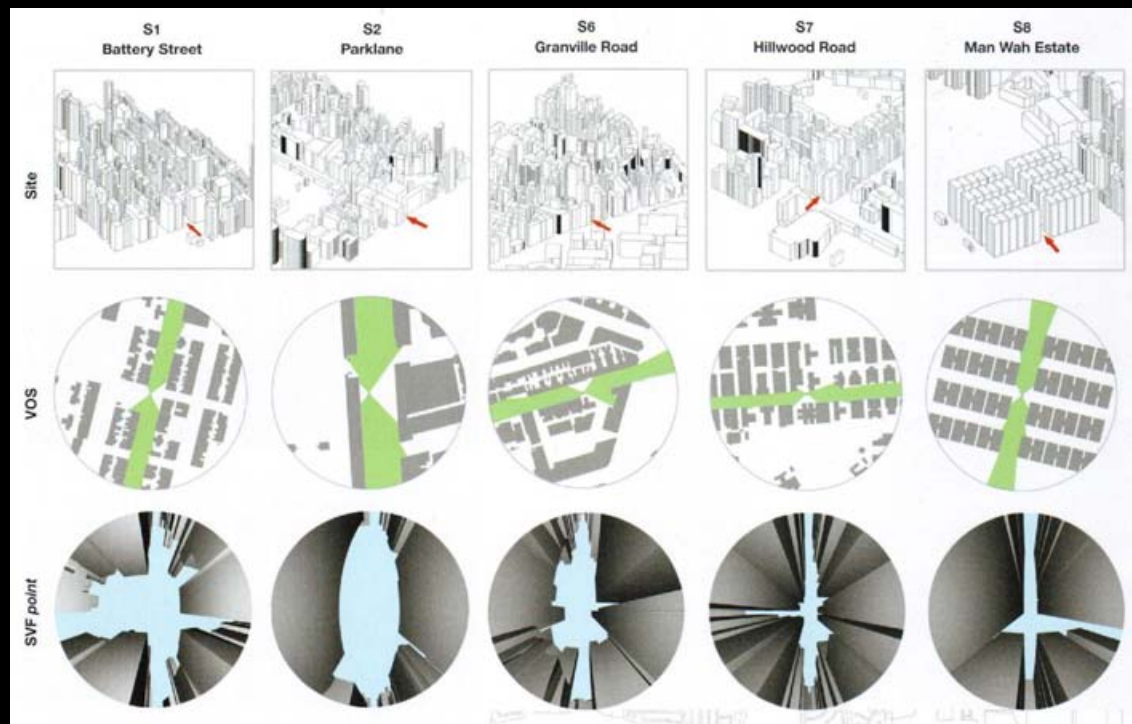 S1
Battery Street
S2
Parklane
S6
Granville Road
S7
Hillwood Road
S8
Man Wah Estate
Site
VOS
SVF point